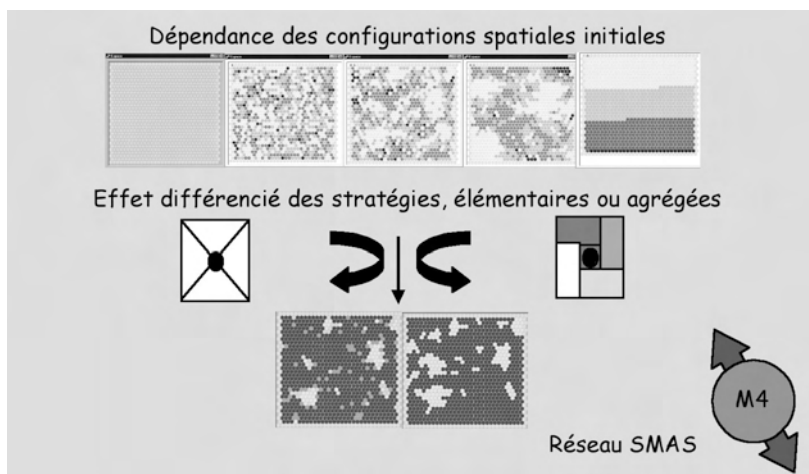 Dépendance des configurations spatiales initiales
Effet différencié des stratégies, élémentaires ou agrégées
M4
Réseau SMAS